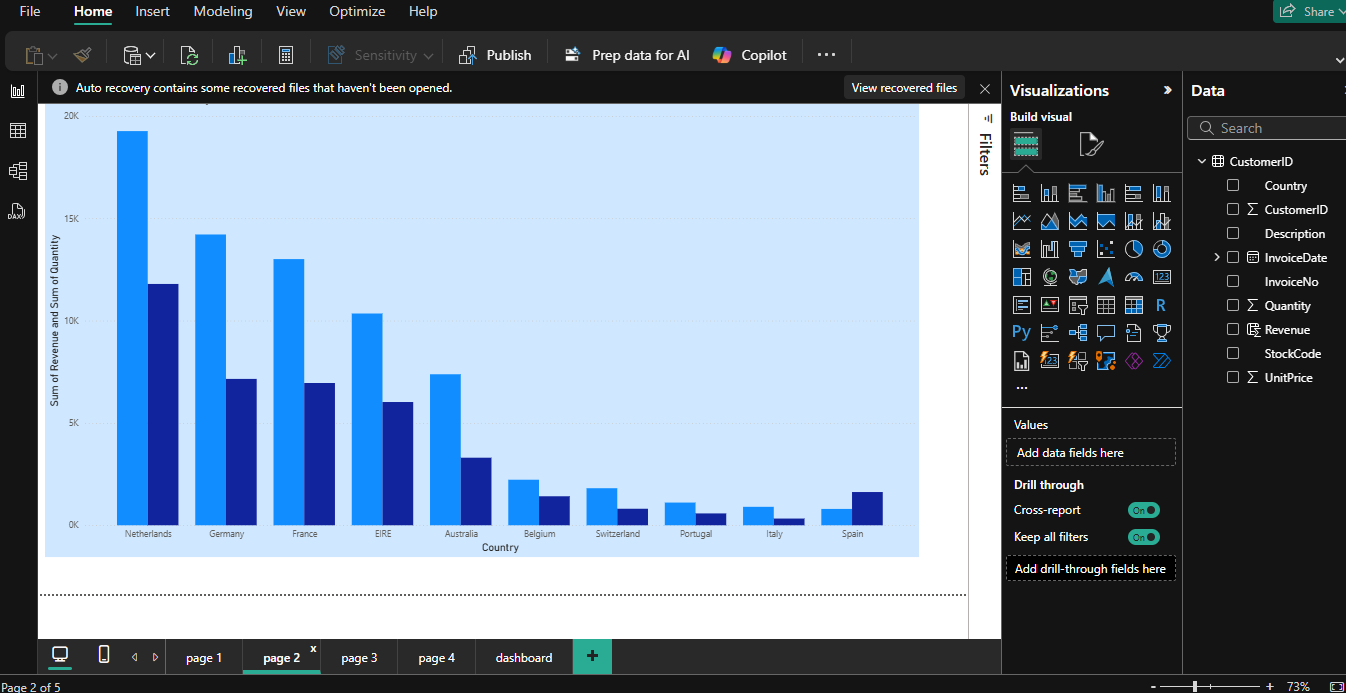 File Home Insert Modeling View Optimize Help Share
Sensitivity Publish Prep data for AI Copilot ...
Auto recovery contains some recovered files that haven't been opened. View recovered files
20K
15K
10K
5K
0K
Sum of Revenue and Sum of Quantity
Netherlands Germany France EIRE Australia Belgium Switzerland Portugal Italy Spain
Country
Filters
Visualizations
Build visual
123
R
Py
123
...
Values
Add data fields here
Drill through
Cross-report On
Keep all filters On
Add drill-through fields here
Data
Search
CustomerID
Country
CustomerID
Description
InvoiceDate
InvoiceNo
Quantity
Revenue
StockCode
UnitPrice
DAX
page 1 page 2 x page 3 page 4 dashboard +
Page 2 of 5 - + 73%